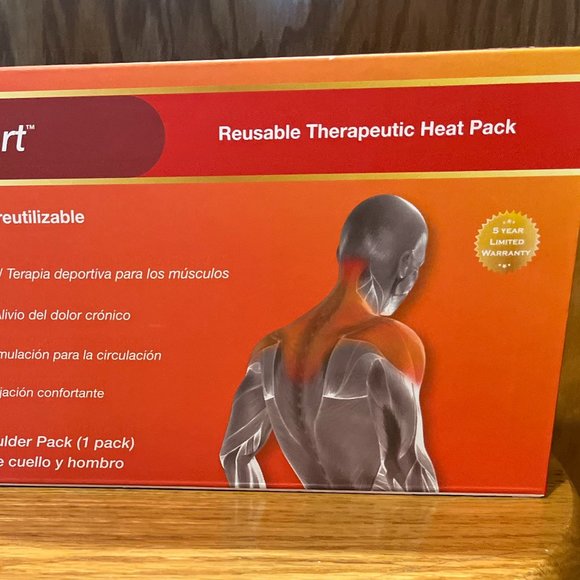 rt™
Reusable Therapeutic Heat Pack
reutilizable
5 YEAR
LIMITED
WARRANTY
/ Terapia deportiva para los músculos
livio del dolor crónico
mulación para la circulación
jación confortante
ulder Pack (1 pack)
e cuello y hombro